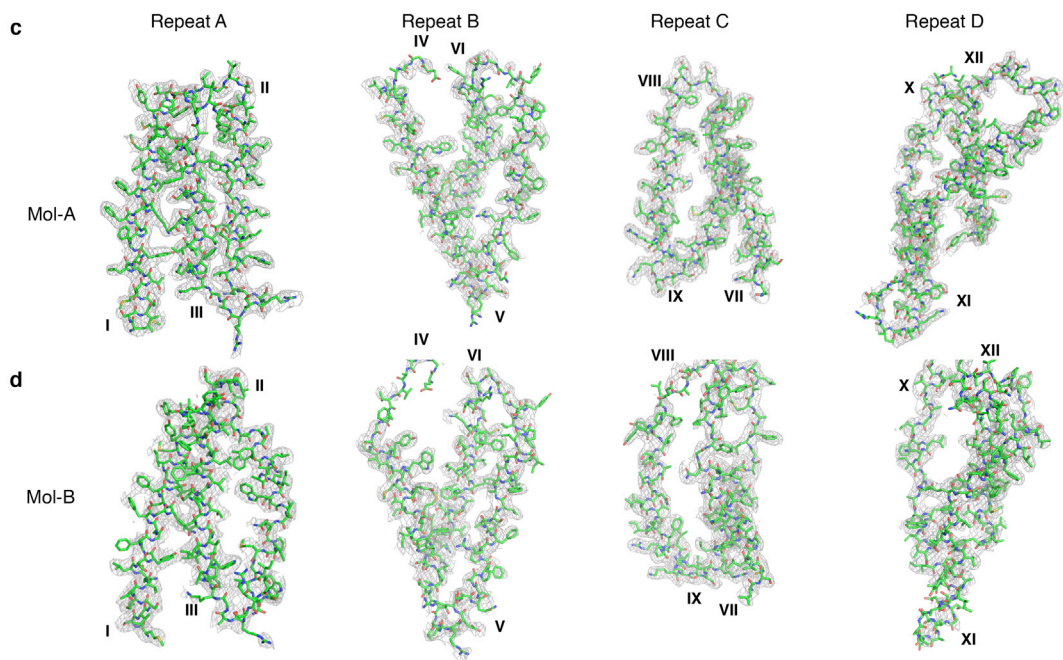 c
Repeat A
Repeat B
Repeat C
Repeat D
IV
VI
VIII
XII
X
II
Mol-A
I
III
V
IX
VII
XI
d
IV
VI
VIII
XII
X
II
Mol-B
I
III
V
IX
VII
XI